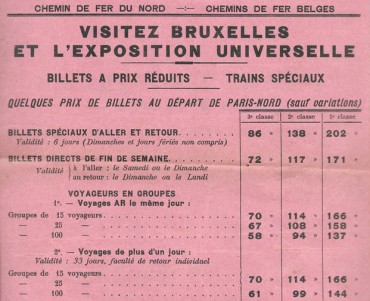 CHEMIN DE FER DU NORD —:— CHEMINS DE FER BELGES
VISITEZ BRUXELLES
ET L'EXPOSITION UNIVERSELLE
BILLETS A PRIX RÉDUITS — TRAINS SPÉCIAUX
QUELQUES PRIX DE BILLETS AU DÉPART DE PARIS-NORD (sauf variations)
3e classe 2e classe 1re classe
BILLETS SPÉCIAUX D'ALLER ET RETOUR 86 » 138 » 202 »
Validité : 6 jours (Dimanches et jours fériés non compris)
BILLETS DIRECTS DE FIN DE SEMAINE 72 » 117 » 171 »
Validité { à l'aller : le Samedi ou le Dimanche
au retour : le Dimanche ou le Lundi
VOYAGEURS EN GROUPES
1°. - Voyages AR le même jour :
Groupes de 15 voyageurs 70 » 114 » 166 »
— 25 — 67 » 108 » 158 »
— 100 — 58 » 94 » 137 »
2°. - Voyages de plus d'un jour :
Validité : 33 jours, faculté de retour individuel
Groupes de 15 voyageurs 70 » 114 » 166 »
— 100 — 61 » 99 » 144 »